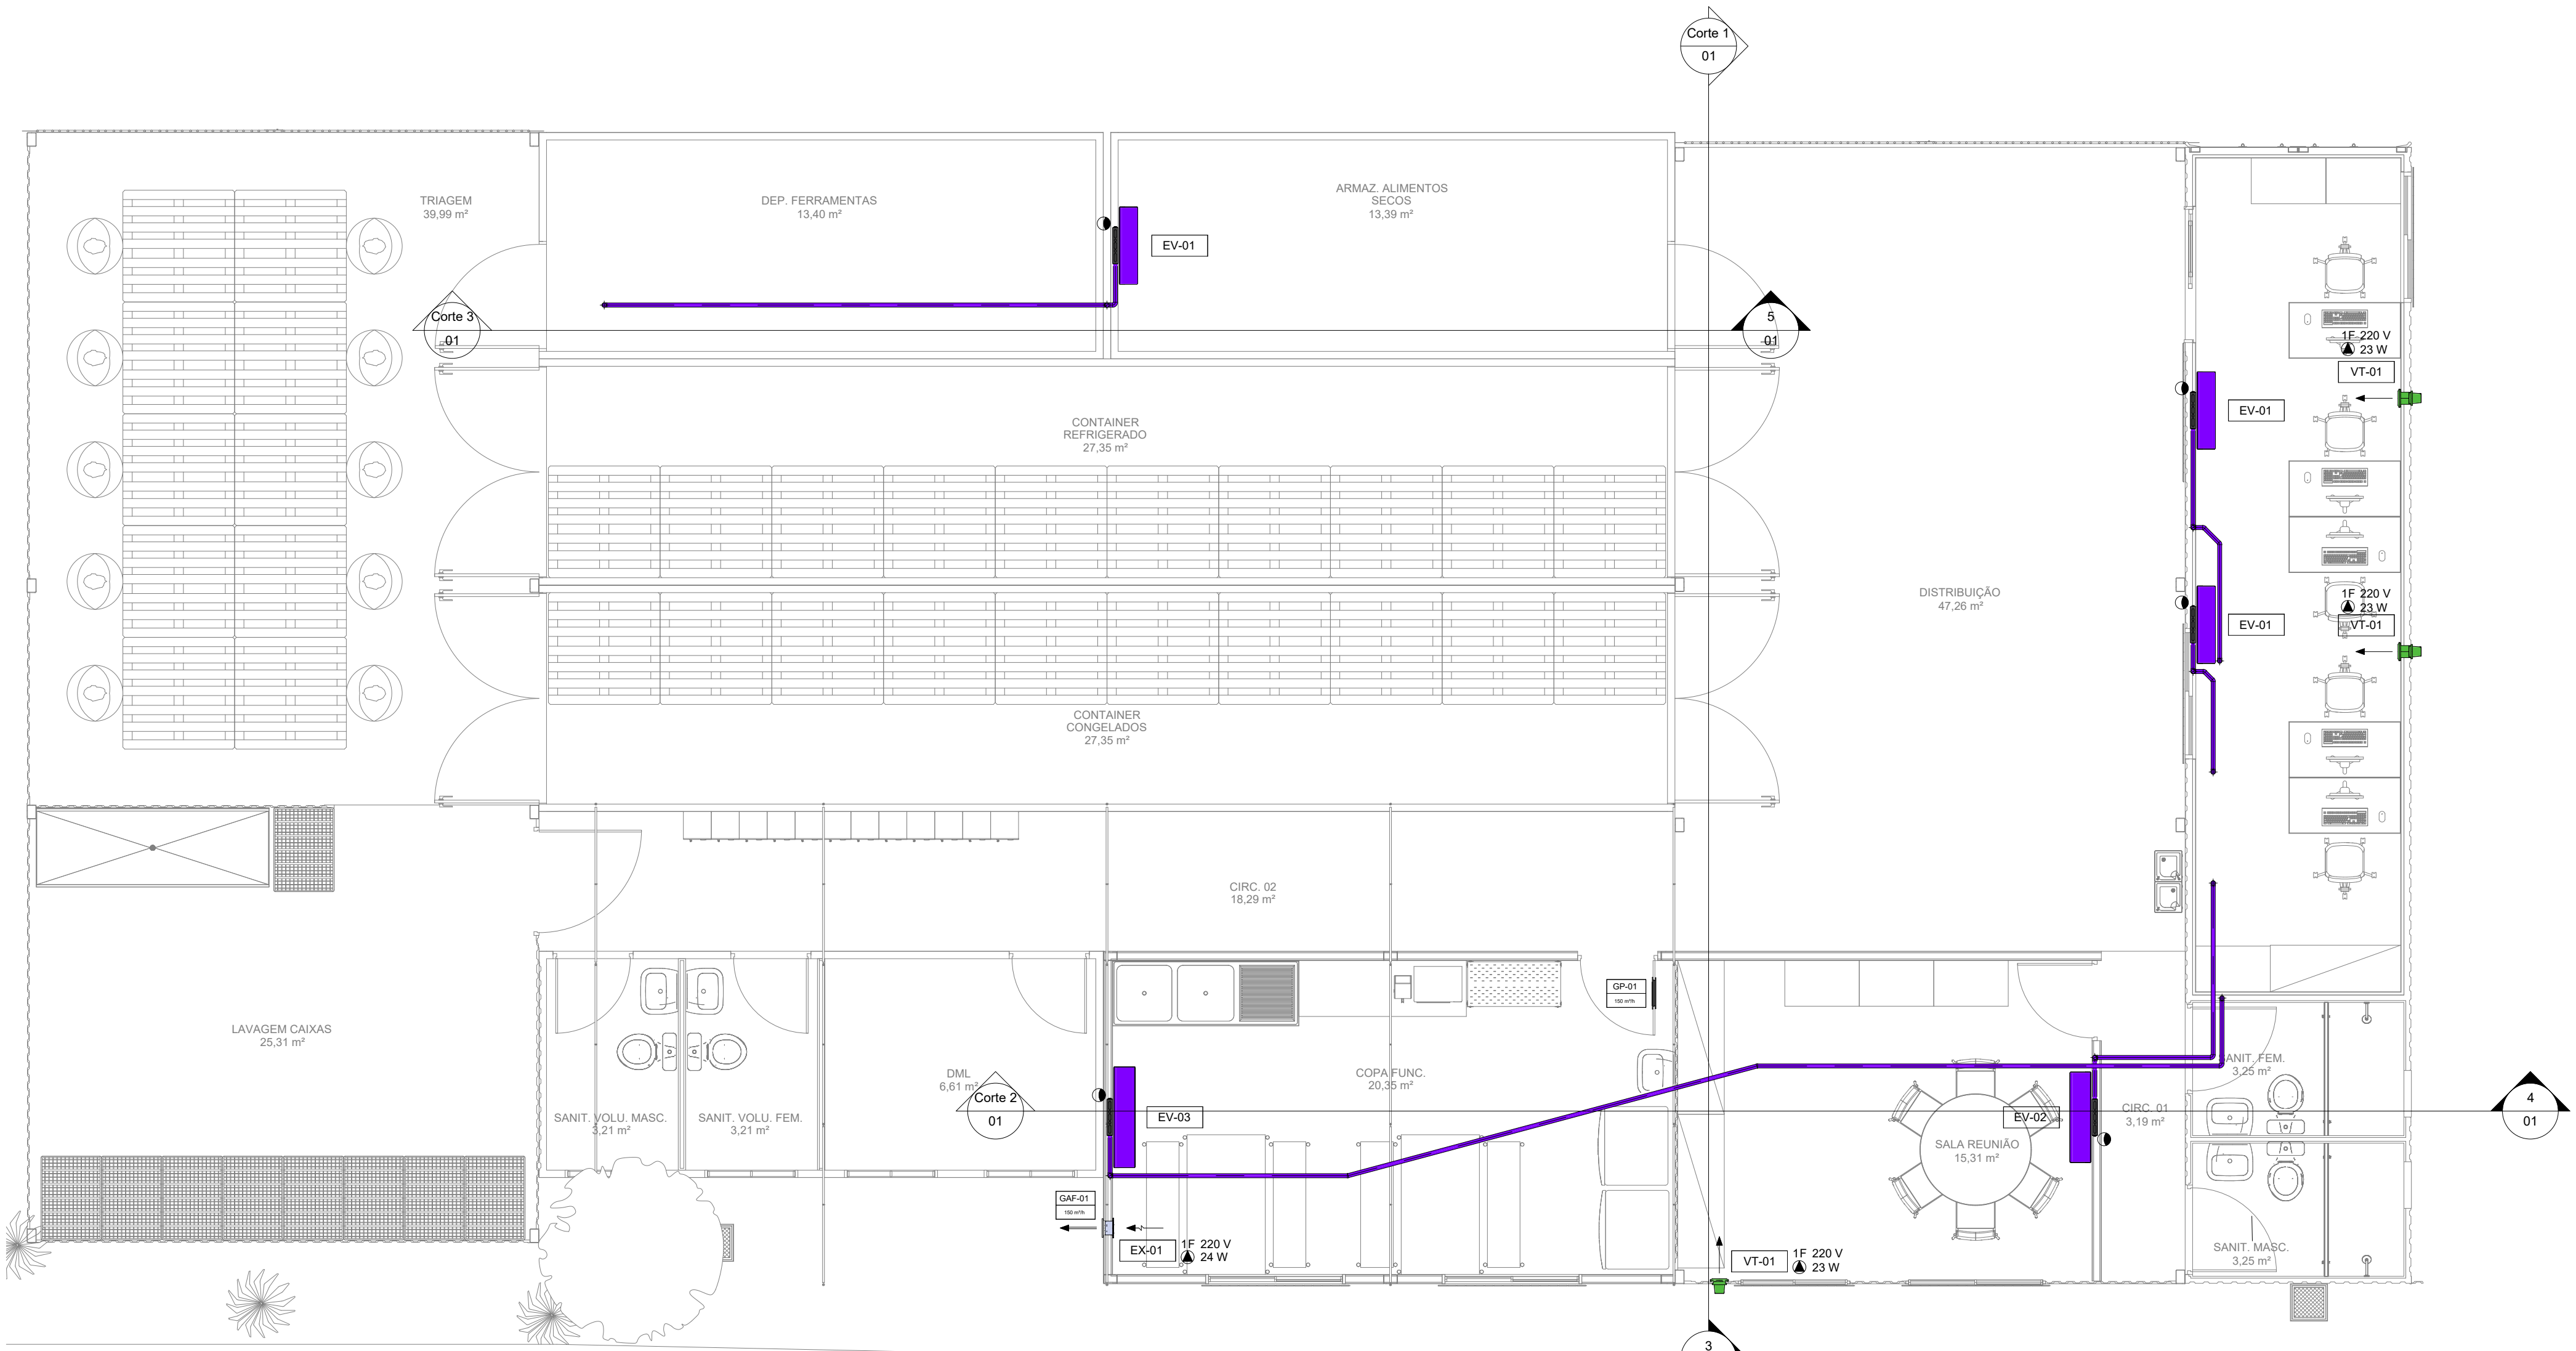 Corte 1
01
TRIAGEM
39,99 m²
DEP. FERRAMENTAS
13,40 m²
ARMAZ. ALIMENTOS
SECOS
13,39 m²
EV-01
Corte 3
01
5
01
1F 220 V
23 W
VT-01
EV-01
CONTAINER
REFRIGERADO
27,35 m²
DISTRIBUIÇÃO
47,26 m²
1F 220 V
23 W
VT-01
EV-01
CONTAINER
CONGELADOS
27,35 m²
CIRC. 02
18,29 m²
GP-01
150 m³/h
LAVAGEM CAIXAS
25,31 m²
DML
6,61 m²
COPA FUNC.
20,35 m²
SANIT. FEM.
3,25 m²
Corte 2
01
SANIT. VOLU. MASC.
3,21 m²
SANIT. VOLU. FEM.
3,21 m²
EV-03
EV-02
CIRC. 01
3,19 m²
4
01
SALA REUNIÃO
15,31 m²
GAF-01
150 m³/h
EX-01
1F 220 V
24 W
VT-01
1F 220 V
23 W
SANIT. MASC.
3,25 m²
3